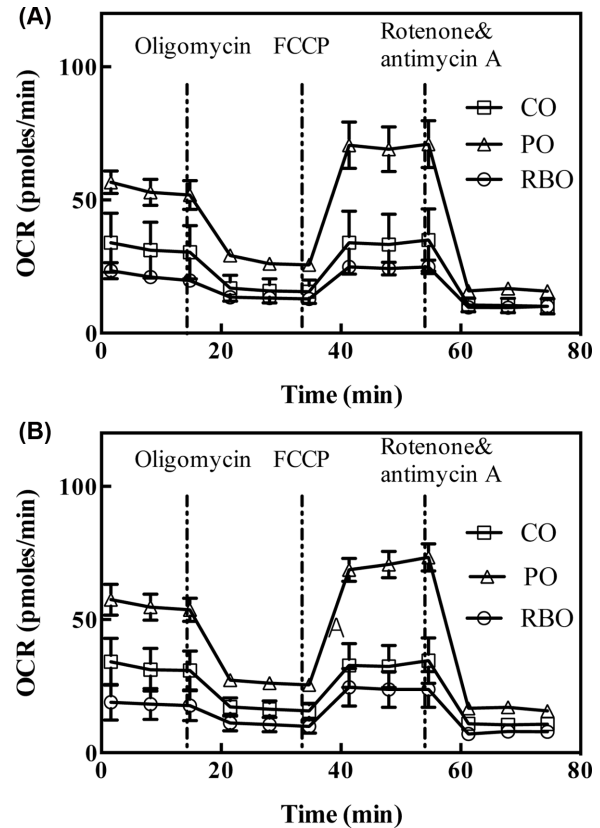 (A)
Oligomycin FCCP Rotenone&
antimycin A
100
CO
PO
RBO
50
0
OCR (pmoles/min)
0 20 40 60 80
Time (min)
(B)
Oligomycin FCCP Rotenone&
antimycin A
100
CO
PO
RBO
50
A
0
OCR (pmoles/min)
0 20 40 60 80
Time (min)